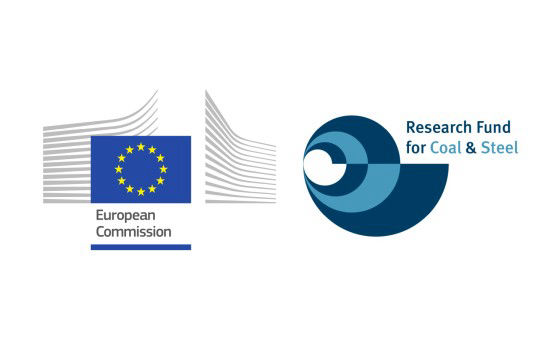 European
Commission
Research Fund
for Coal & Steel